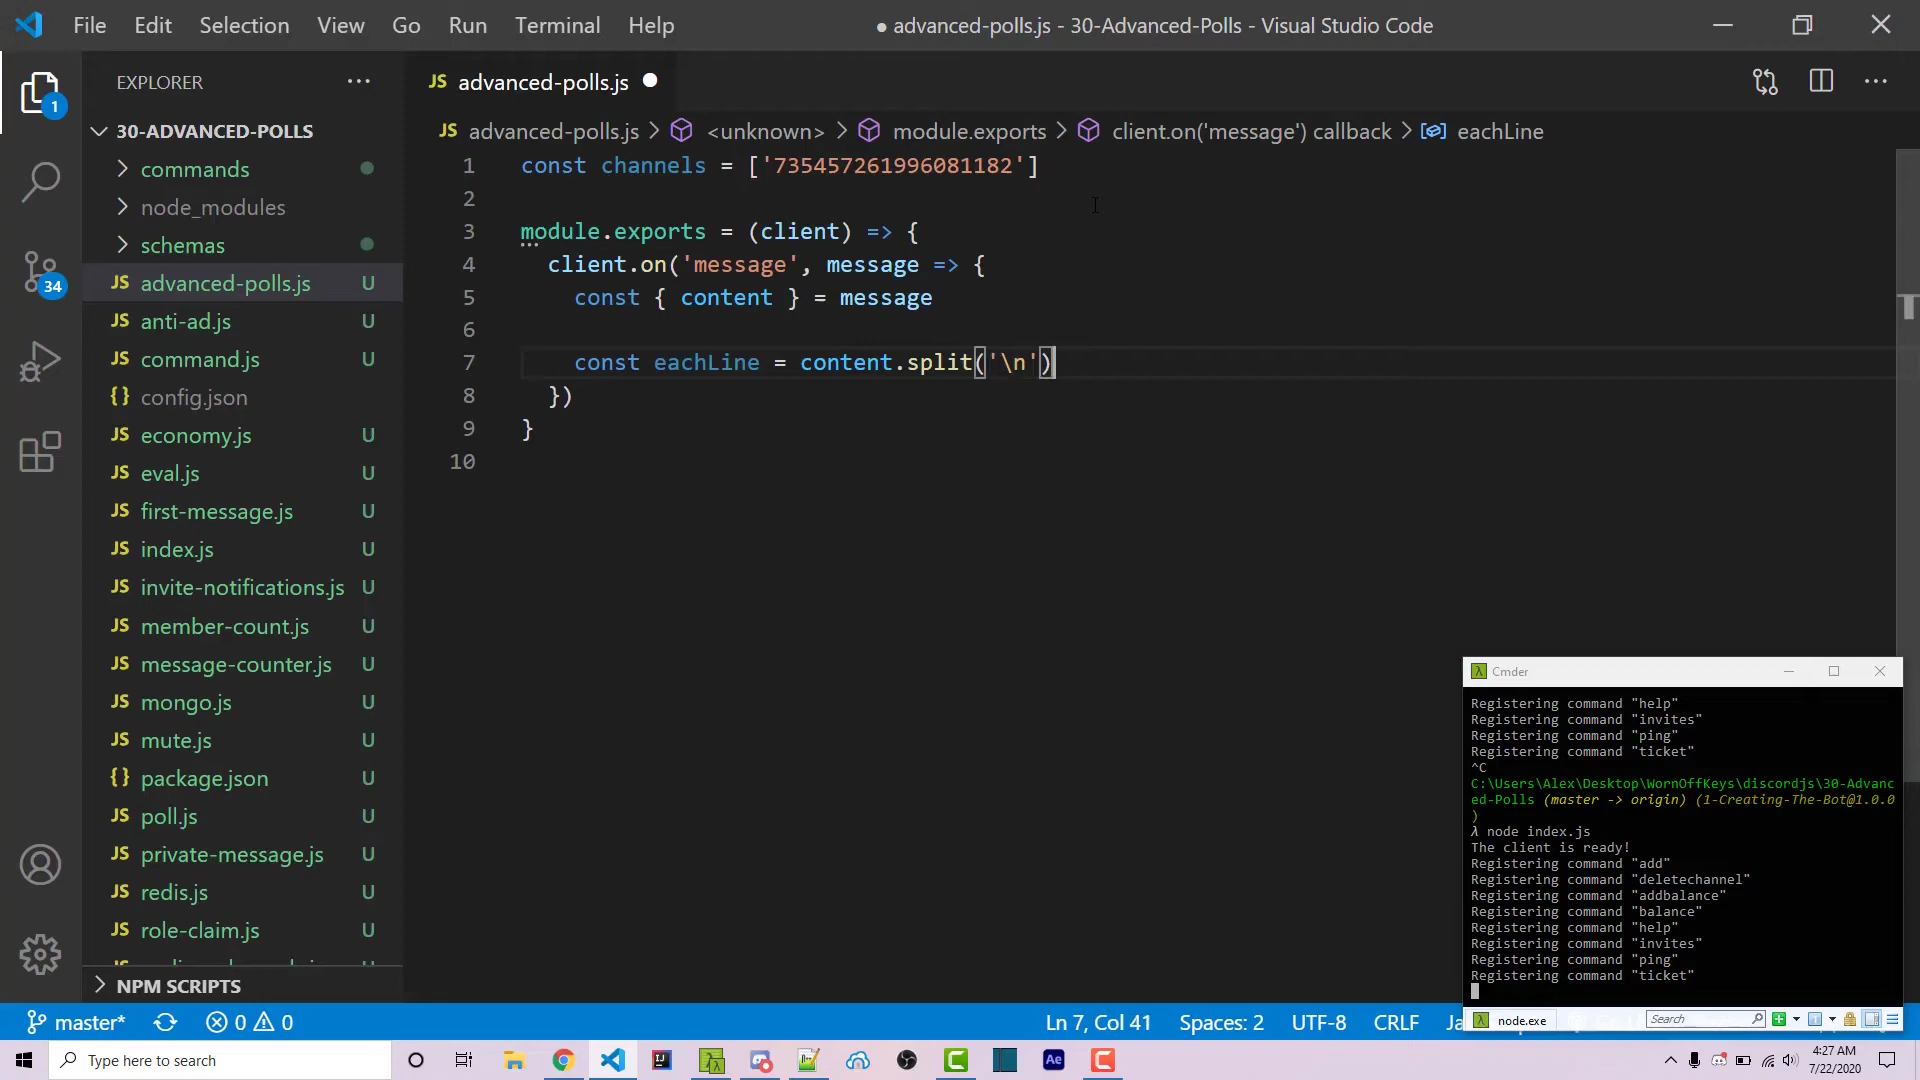 File Edit Selection View Go Run Terminal Help
● advanced-polls.js - 30-Advanced-Polls - Visual Studio Code
EXPLORER
JS advanced-polls.js
JS advanced-polls.js > <unknown> > module.exports > client.on('message') callback > eachLine
1
30-ADVANCED-POLLS
commands
node_modules
schemas
JS advanced-polls.js U
JS anti-ad.js U
JS command.js U
{} config.json
JS economy.js U
JS eval.js U
JS first-message.js U
JS index.js U
JS invite-notifications.js U
JS member-count.js U
JS message-counter.js U
JS mongo.js U
JS mute.js U
{} package.json U
JS poll.js U
JS private-message.js U
JS redis.js U
JS role-claim.js U
NPM SCRIPTS
34
1 const channels = ['735457261996081182']
2
3 module.exports = (client) => {
4 client.on('message', message => {
5 const { content } = message
6
7 const eachLine = content.split('\n')
8 })
9 }
10
Cmder
Registering command "help"
Registering command "invites"
Registering command "ping"
Registering command "ticket"
^C
C:\Users\Alex\Desktop\WornOffKeys\discordjs\30-Advanc
ed-Polls (master -> origin) (1-Creating-The-Bot@1.0.0
)
λ node index.js
The client is ready!
Registering command "add"
Registering command "deletechannel"
Registering command "addbalance"
Registering command "balance"
Registering command "help"
Registering command "invites"
Registering command "ping"
Registering command "ticket"
node.exe
Search
master* 0 0
Ln 7, Col 41 Spaces: 2 UTF-8 CRLF
Type here to search
Ae
4:27 AM
7/22/2020